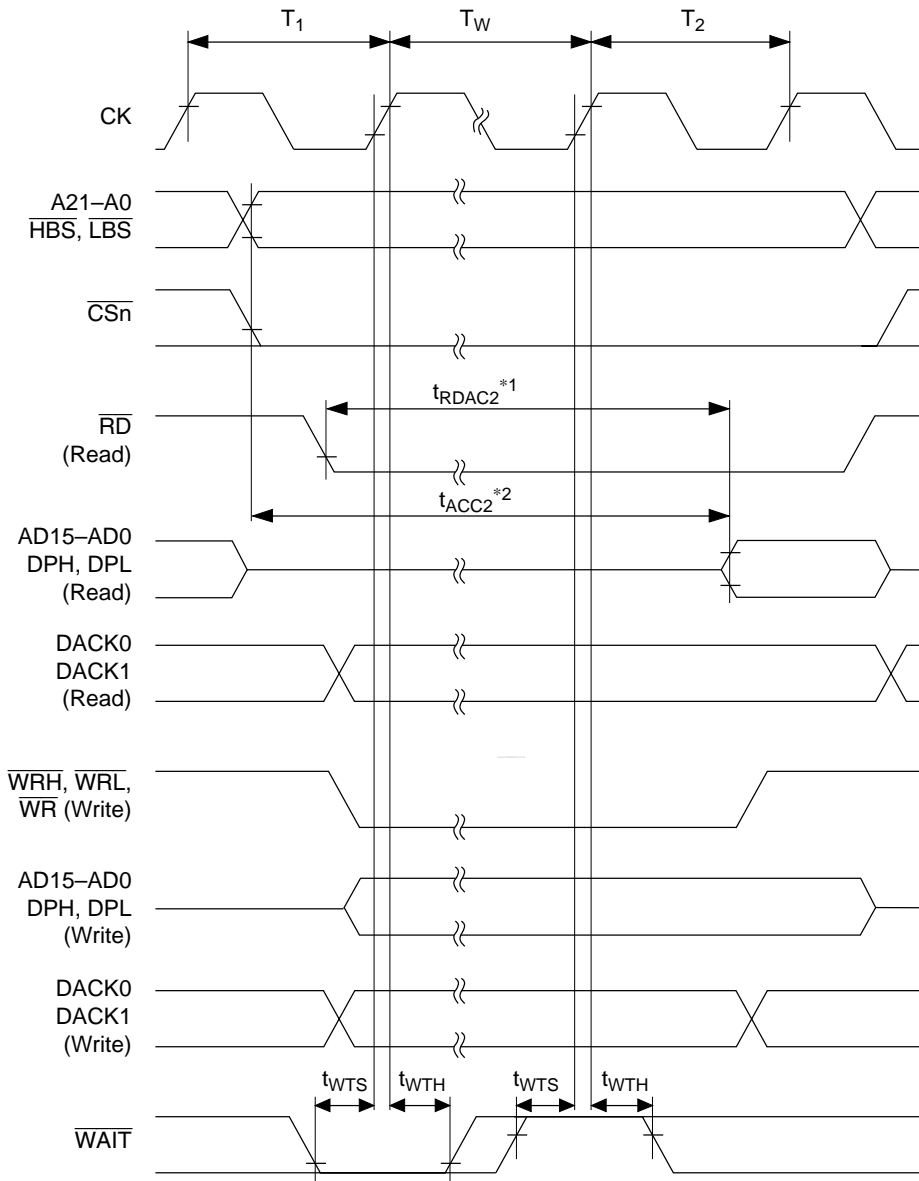 T1 TW T2
CK
A21–A0
HBS, LBS
CSn
tRDAC2*1
RD
(Read)
tACC2*2
AD15–AD0
DPH, DPL
(Read)
DACK0
DACK1
(Read)
WRH, WRL,
WR (Write)
AD15–AD0
DPH, DPL
(Write)
DACK0
DACK1
(Write)
tWTS tWTH tWTS tWTH
WAIT